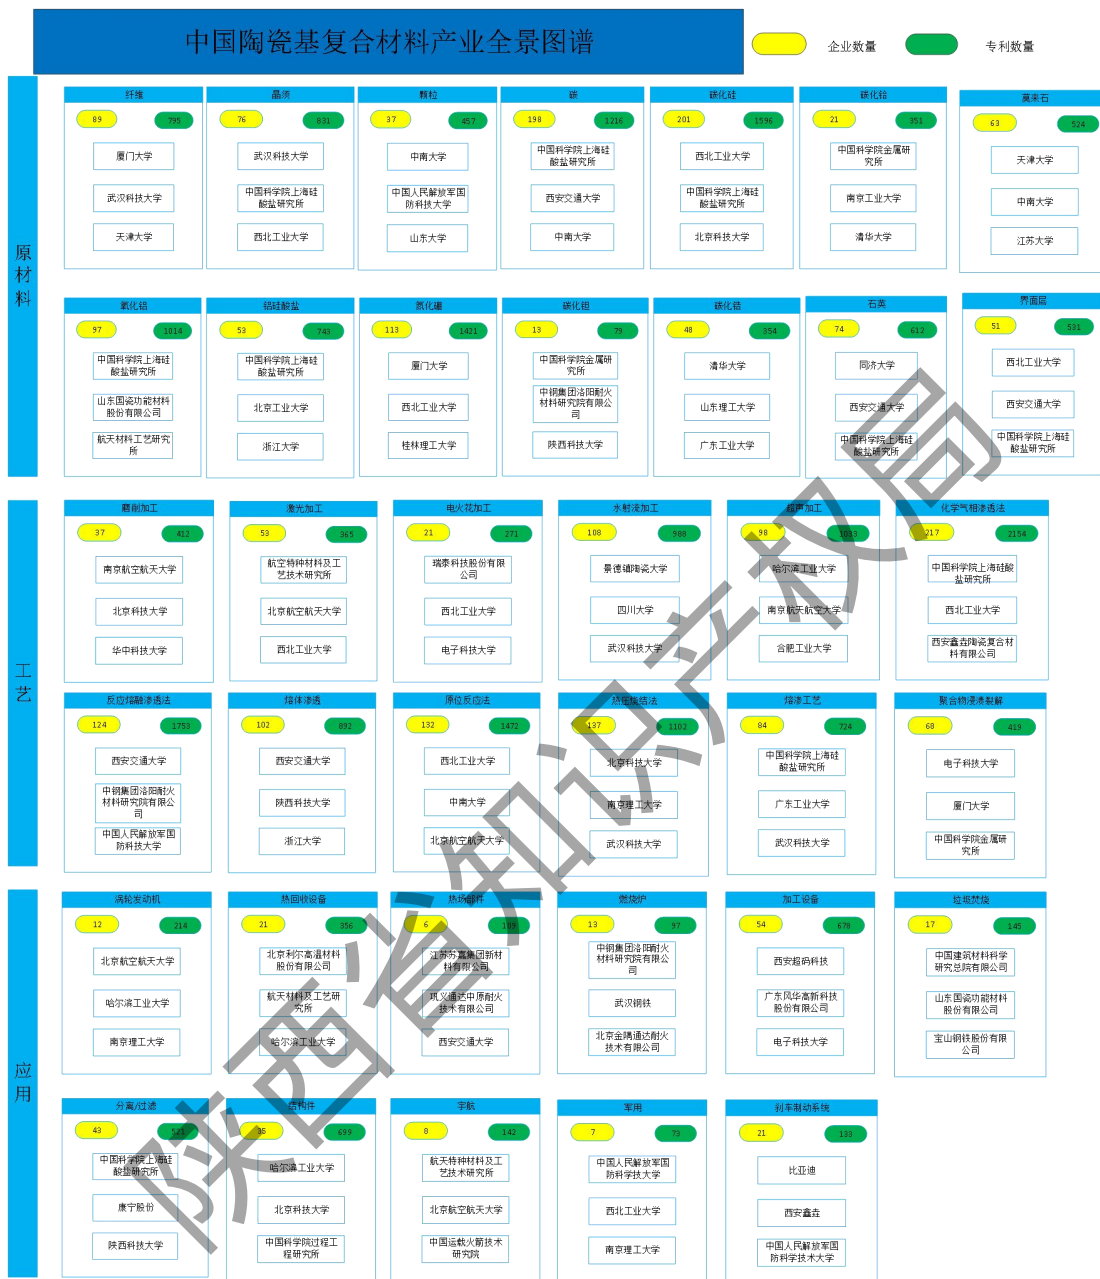 中国陶瓷基复合材料产业全景图谱
企业数量
专利数量
原材料
纤维
89
795
厦门大学
武汉科技大学
天津大学
晶须
76
831
武汉科技大学
中国科学院上海硅
酸盐研究所
西北工业大学
颗粒
37
457
中南大学
中国人民解放军国
防科技大学
山东大学
碳
198
1216
中国科学院上海硅
酸盐研究所
西安交通大学
中南大学
碳化硅
201
1596
西北工业大学
中国科学院上海硅
酸盐研究所
北京科技大学
碳化铪
21
351
中国科学院金属研
究所
南京工业大学
清华大学
莫来石
63
524
天津大学
中南大学
江苏大学
氧化铝
97
1014
中国科学院上海硅
酸盐研究所
山东国瓷功能材料
股份有限公司
航天材料工艺研究
所
铝硅酸盐
53
743
中国科学院上海硅
酸盐研究所
北京工业大学
浙江大学
氮化硼
113
1421
厦门大学
西北工业大学
桂林理工大学
碳化钽
13
79
中国科学院金属研
究所
中钢集团洛阳耐火
材料研究院有限公
司
陕西科技大学
碳化锆
48
354
清华大学
山东理工大学
广东工业大学
石英
74
612
同济大学
西安交通大学
中国科学院上海硅
酸盐研究所
界面层
51
531
西北工业大学
西安交通大学
中国科学院上海硅
酸盐研究所
工艺
磨削加工
37
412
南京航空航天大学
北京科技大学
华中科技大学
激光加工
53
365
航空特种材料及工
艺技术研究所
北京航空航天大学
西北工业大学
电火花加工
21
271
瑞泰科技股份有限
公司
西北工业大学
电子科技大学
水射流加工
108
988
景德镇陶瓷大学
四川大学
武汉科技大学
超声加工
98
1033
哈尔滨工业大学
南京航天航空大学
合肥工业大学
化学气相渗透法
217
2154
中国科学院上海硅酸
盐研究所
西北工业大学
西安鑫垚陶瓷复合材
料有限公司
反应熔融渗透法
124
1753
西安交通大学
中钢集团洛阳耐火
材料研究院有限公
司
中国人民解放军国
防科技大学
熔体渗透
102
892
西安交通大学
陕西科技大学
浙江大学
原位反应法
132
1472
西北工业大学
中南大学
北京航空航天大学
热压烧结法
137
1102
北京科技大学
南京理工大学
武汉科技大学
熔渗工艺
84
724
中国科学院上海硅
酸盐研究所
广东工业大学
武汉科技大学
聚合物浸渍裂解
68
419
电子科技大学
厦门大学
中国科学院金属研
究所
应用
涡轮发动机
12
214
北京航空航天大学
哈尔滨工业大学
南京理工大学
热回收设备
21
356
北京利尔高温材料
股份有限公司
航天材料及工艺研
究所
哈尔滨工业大学
热场部件
6
109
江苏苏嘉集团新材
料有限公司
巩义通达中原耐火
技术有限公司
西安交通大学
燃烧炉
13
97
中钢集团洛阳耐火
材料研究院有限公
司
武汉钢铁
北京金隅通达耐火
技术有限公司
加工设备
54
678
西安超码科技
广东风华高新科技
股份有限公司
电子科技大学
垃圾焚烧
17
145
中国建筑材料科学
研究总院有限公司
山东国瓷功能材料
股份有限公司
宝山钢铁股份有限
公司
分离/过滤
43
521
中国科学院上海硅
酸盐研究所
康宁股份
陕西科技大学
结构件
35
699
哈尔滨工业大学
北京科技大学
中国科学院过程工
程研究所
宇航
8
142
航天特种材料及工
艺技术研究所
北京航空航天大学
中国运载火箭技术
研究院
军用
7
73
中国人民解放军国
防科学技大学
西北工业大学
南京理工大学
刹车制动系统
21
133
比亚迪
西安鑫垚
中国人民解放军国
防科学技术大学
陕西省知识产权局